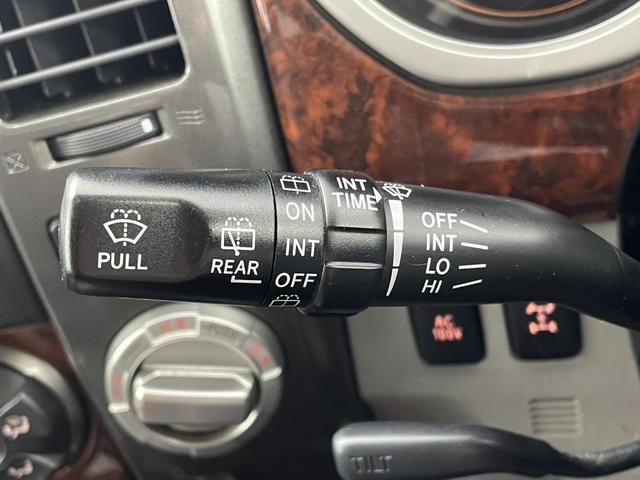 PULL
REAR
ON
INT
OFF
INT
TIME
OFF
INT
LO
HI
AC
100V
TILT